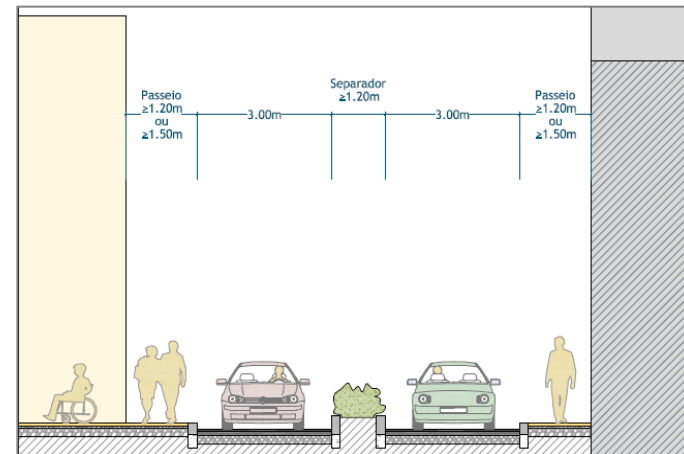 Passeio
≥1.20m
ou
≥1.50m
3.00m
Separador
≥1.20m
3.00m
Passeio
≥1.20m
ou
≥1.50m